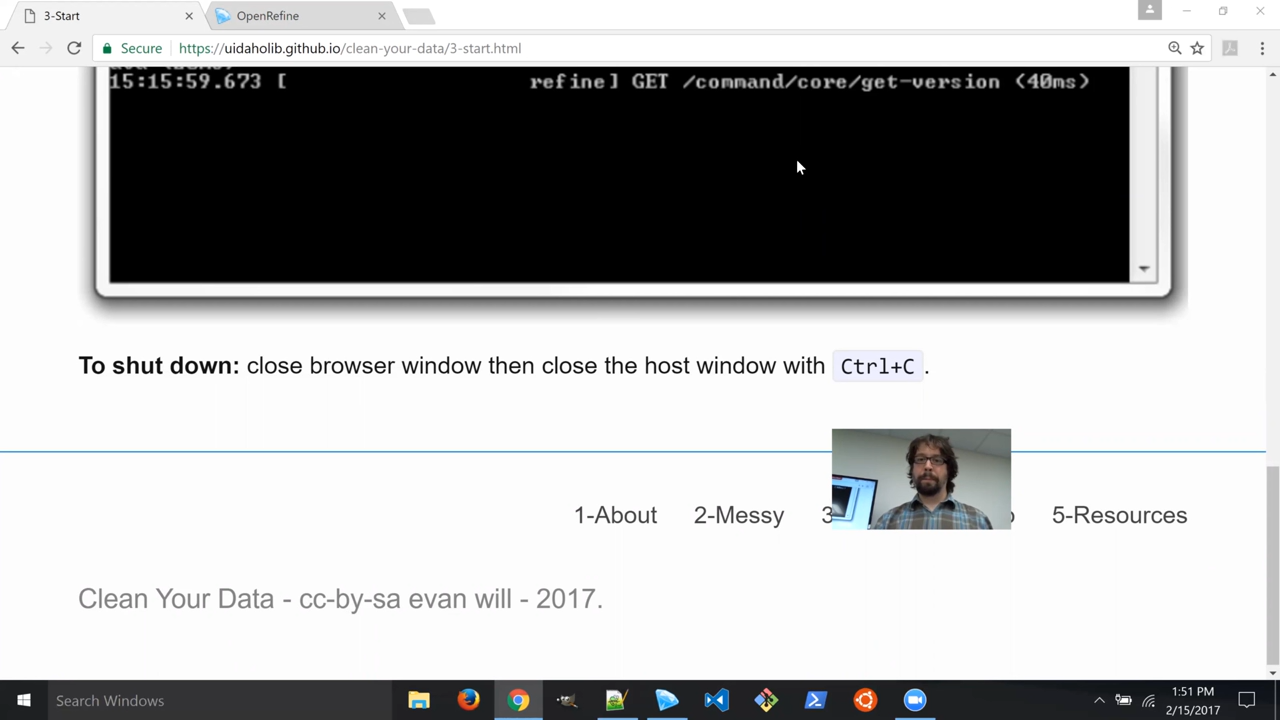 3-Start
OpenRefine
Secure https://uidaholib.github.io/clean-your-data/3-start.html
15:15:59.673 [ refine] GET /command/core/get-version (40ms)
To shut down: close browser window then close the host window with Ctrl+C.
1-About 2-Messy 3 5-Resources
Clean Your Data - cc-by-sa evan will - 2017.
Search Windows
1:51 PM
2/15/2017